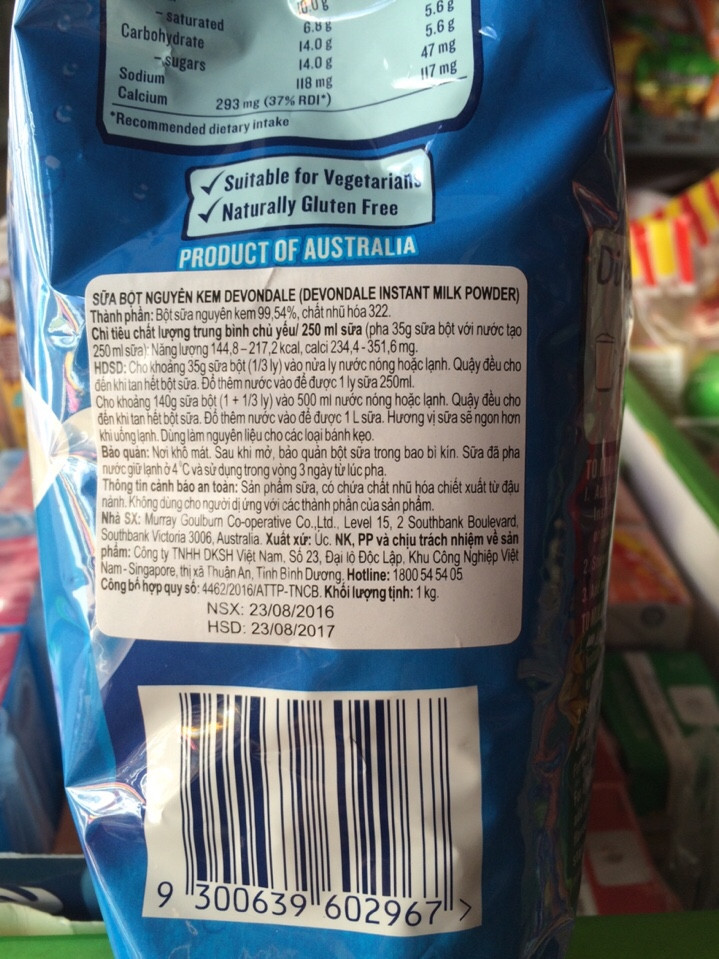 10.0 g 5.6 g
– saturated 6.8 g 5.6 g
Carbohydrate 14.0 g 47 mg
– sugars 14.0 g 117 mg
Sodium 118 mg
Calcium 293 mg (37% RDI*)
*Recommended dietary intake
✓ Suitable for Vegetarians
✓ Naturally Gluten Free
PRODUCT OF AUSTRALIA
SỮA BỘT NGUYÊN KEM DEVONDALE (DEVONDALE INSTANT MILK POWDER)
Thành phần: Bột sữa nguyên kem 99,54%, chất nhũ hóa 322.
Chỉ tiêu chất lượng trung bình chủ yếu/ 250 ml sữa (pha 35g sữa bột với nước tạo
250 ml sữa): Năng lượng 144,8 – 217,2 kcal, calci 234,4 - 351,6 mg.
HDSD: Cho khoảng 35g sữa bột (1/3 ly) vào nửa ly nước nóng hoặc lạnh. Quậy đều cho
đến khi tan hết bột sữa. Đổ thêm nước vào để được 1 ly sữa 250ml.
Cho khoảng 140g sữa bột (1 + 1/3 ly) vào 500 ml nước nóng hoặc lạnh. Quậy đều cho
đến khi tan hết bột sữa. Đổ thêm nước vào để được 1 L sữa. Hương vị sữa sẽ ngon hơn
khi uống lạnh. Dùng làm nguyên liệu cho các loại bánh kẹo.
Bảo quản: Nơi khô mát. Sau khi mở, bảo quản bột sữa trong bao bì kín. Sữa đã pha
nước giữ lạnh ở 4°C và sử dụng trong vòng 3 ngày từ lúc pha.
Thông tin cảnh báo an toàn: Sản phẩm sữa, có chứa chất nhũ hóa chiết xuất từ đậu
nành. Không dùng cho người dị ứng với các thành phần của sản phẩm.
Nhà SX: Murray Goulburn Co-operative Co.,Ltd., Level 15, 2 Southbank Boulevard,
Southbank Victoria 3006, Australia. Xuất xứ: Úc. NK, PP và chịu trách nhiệm về sản
phẩm: Công ty TNHH DKSH Việt Nam, Số 23, Đại lộ Độc Lập, Khu Công Nghiệp Việt
Nam - Singapore, thị xã Thuận An, Tỉnh Bình Dương. Hotline: 1800 54 54 05
Công bố hợp quy số: 4462/2016/ATTP-TNCB. Khối lượng tịnh: 1 kg.
NSX: 23/08/2016
HSD: 23/08/2017
9 300639 602967 >